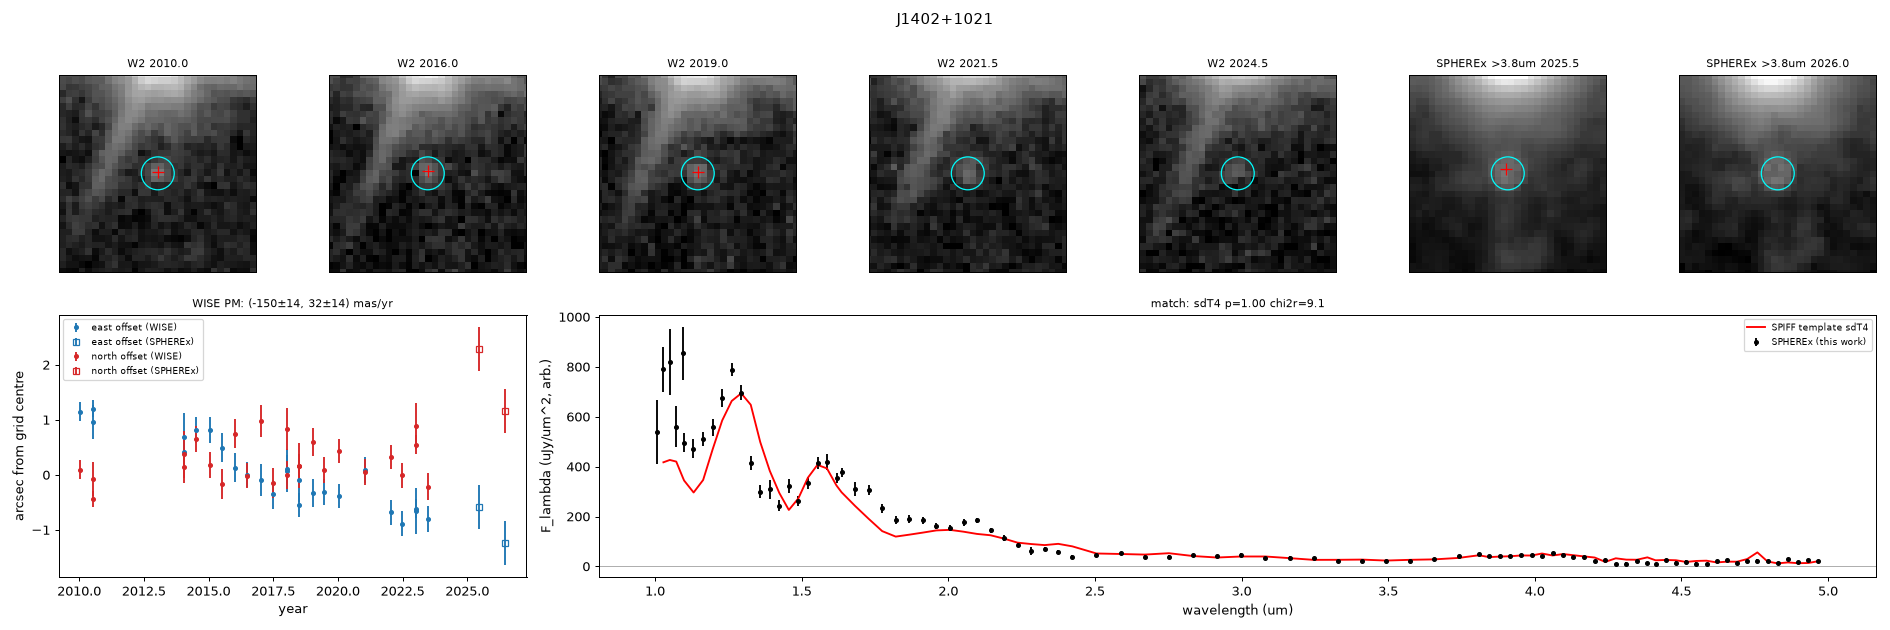 J1402+1021
W2 2010.0
W2 2016.0
W2 2019.0
W2 2021.5
W2 2024.5
SPHEREx >3.8um 2025.5
SPHEREx >3.8um 2026.0
WISE PM: (-150±14, 32±14) mas/yr
east offset (WISE)
east offset (SPHEREx)
north offset (WISE)
north offset (SPHEREx)
arcsec from grid centre
2
1
0
−1
2010.0
2012.5
2015.0
2017.5
2020.0
2022.5
2025.0
year
match: sdT4 p=1.00 chi2r=9.1
SPIFF template sdT4
SPHEREx (this work)
F_lambda (uJy/um^2, arb.)
1000
800
600
400
200
0
1.0
1.5
2.0
2.5
3.0
3.5
4.0
4.5
5.0
wavelength (um)